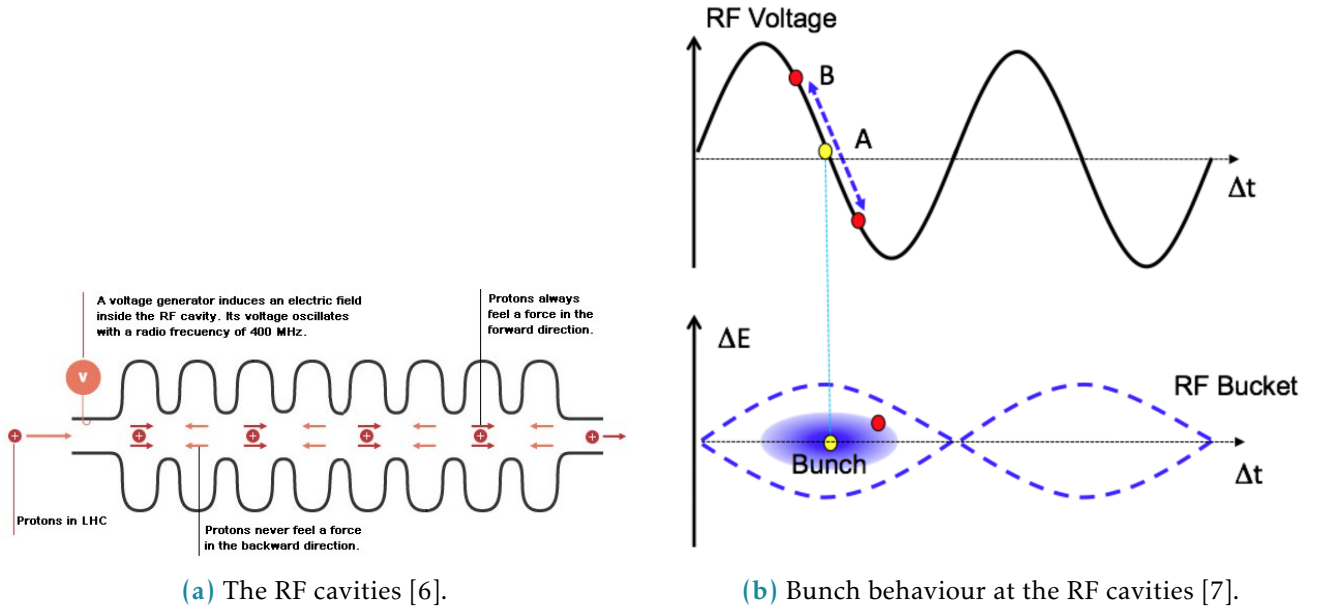 A voltage generator induces an electric field
inside the RF cavity. Its voltage oscillates
with a radio frecuency of 400 MHz.
Protons always
feel a force in the
forward direction.
V
+
+
+
+
+
+
Protons in LHC
Protons never feel a force
in the backward direction.
(a) The RF cavities [6].
RF Voltage
B
A
Δt
ΔE
RF Bucket
Bunch
Δt
(b) Bunch behaviour at the RF cavities [7].